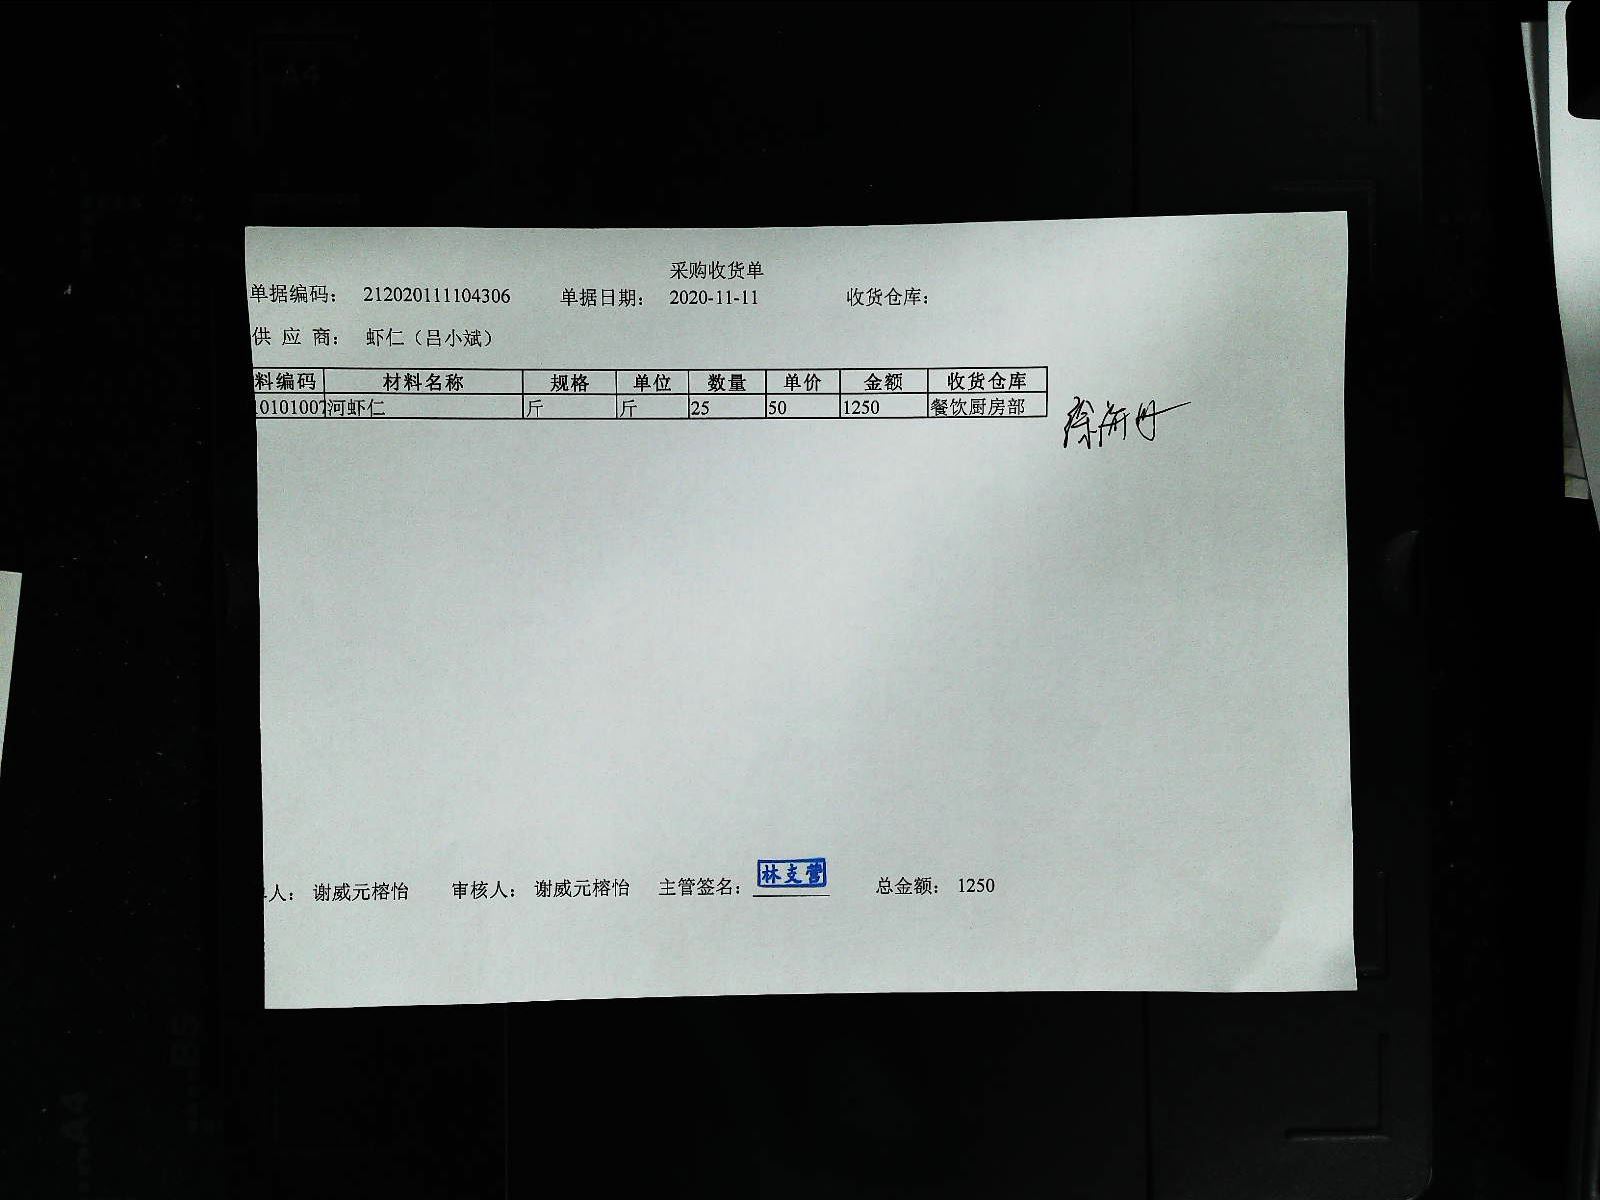 采购收货单
单据编码： 212020111104306 单据日期： 2020-11-11 收货仓库：
供 应 商： 虾仁（吕小斌）
料编码 材料名称 规格 单位 数量 单价 金额 收货仓库
10101007 河虾仁 斤 斤 25 50 1250 餐饮厨房部
人： 谢威元榕怡 审核人： 谢威元榕怡 主管签名： 林支营 总金额： 1250
A4
B5
A4